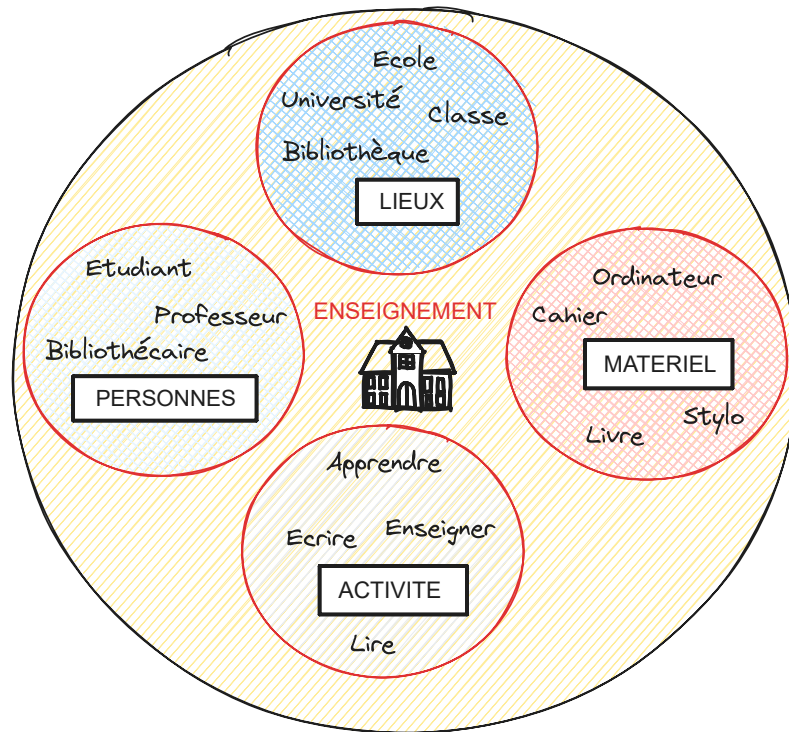 Ecole
Université
Classe
Bibliothèque
LIEUX
Etudiant
Professeur
Bibliothécaire
PERSONNES
ENSEIGNEMENT
Ordinateur
Cahier
MATERIEL
Stylo
Livre
Apprendre
Ecrire Enseigner
ACTIVITE
Lire